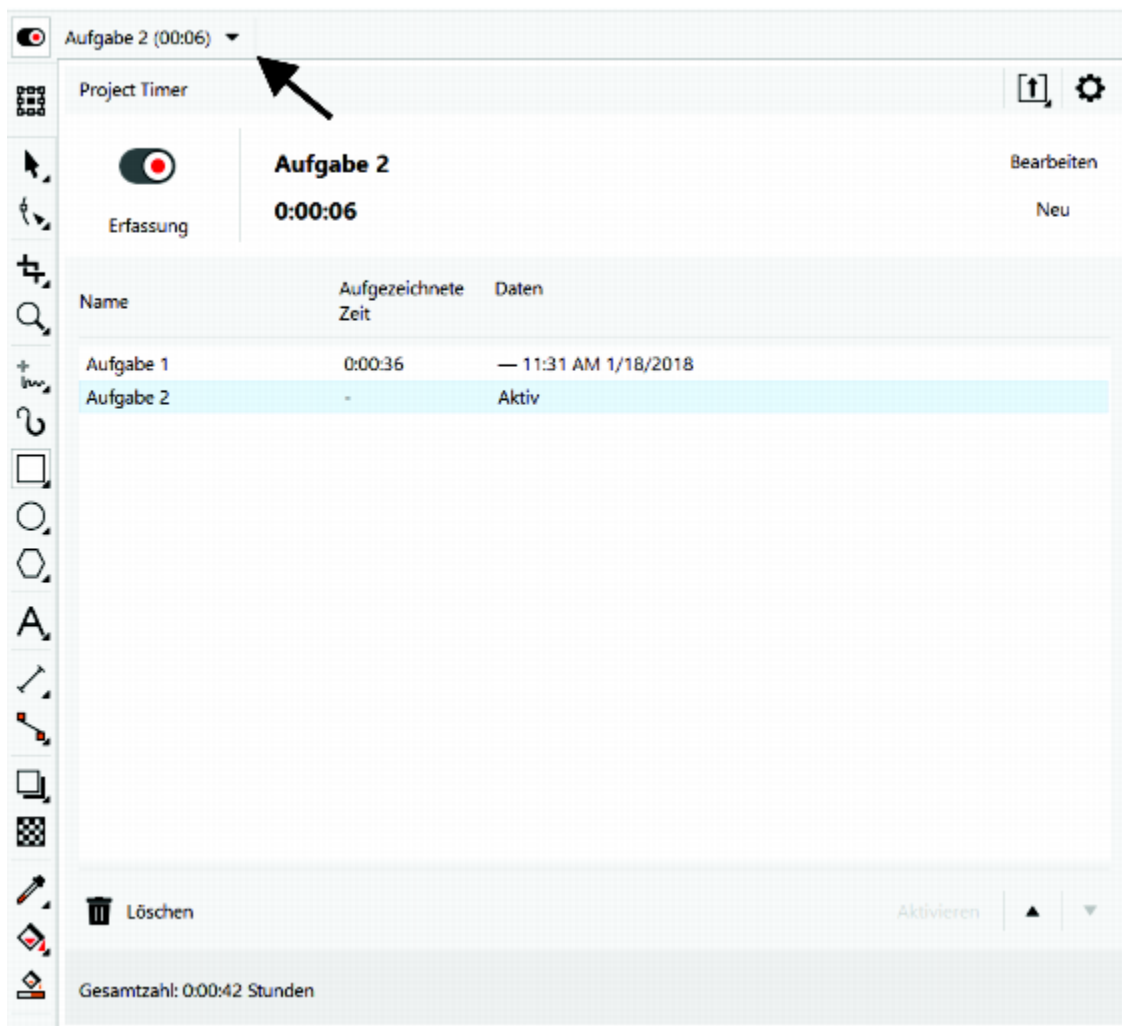 Aufgabe 2 (00:06)
Project Timer
Aufgabe 2
Bearbeiten
0:00:06
Neu
Erfassung
Name
Aufgezeichnete
Zeit
Daten
Aufgabe 1 0:00:36 — 11:31 AM 1/18/2018
Aufgabe 2 - Aktiv
Löschen
Aktivieren
Gesamtzahl: 0:00:42 Stunden